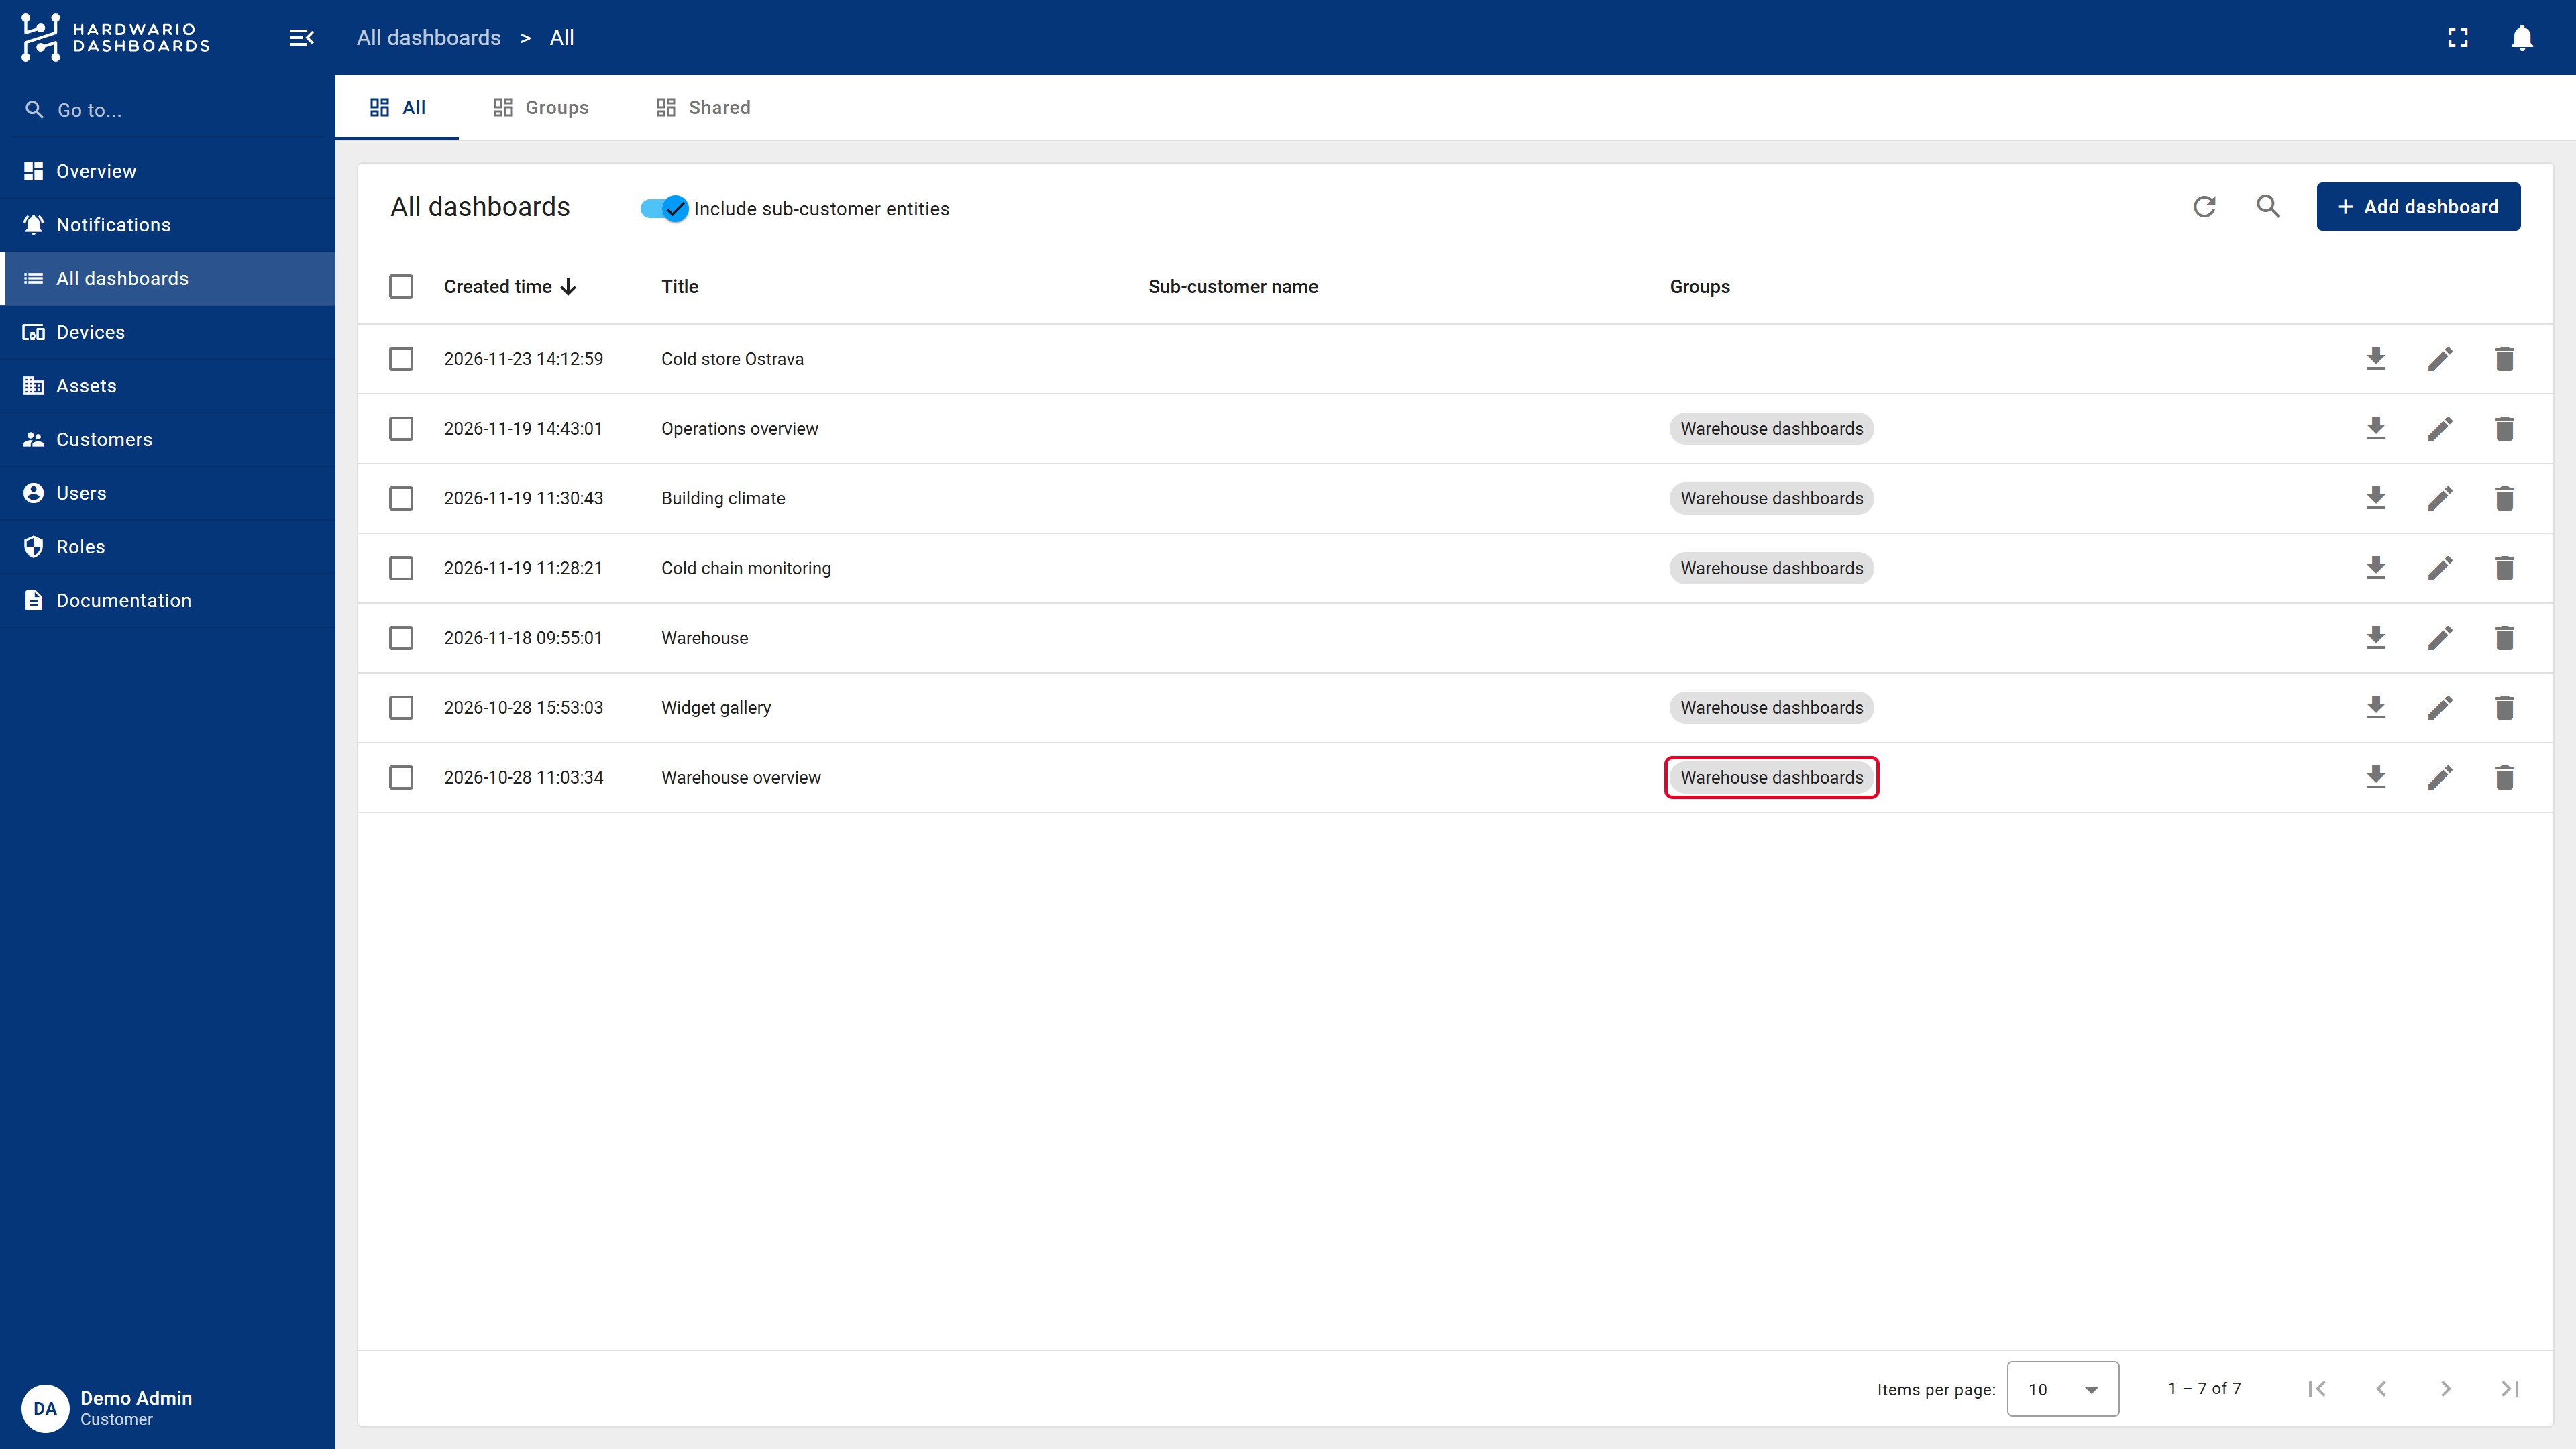 HARDWARIO
DASHBOARDS
All dashboards > All
Go to...
Overview
Notifications
All dashboards
Devices
Assets
Customers
Users
Roles
Documentation
All Groups Shared
All dashboards Include sub-customer entities + Add dashboard
Created time Title Sub-customer name Groups
2026-11-23 14:12:59 Cold store Ostrava
2026-11-19 14:43:01 Operations overview Warehouse dashboards
2026-11-19 11:30:43 Building climate Warehouse dashboards
2026-11-19 11:28:21 Cold chain monitoring Warehouse dashboards
2026-11-18 09:55:01 Warehouse
2026-10-28 15:53:03 Widget gallery Warehouse dashboards
2026-10-28 11:03:34 Warehouse overview Warehouse dashboards
Items per page: 10 1 – 7 of 7
DA
Demo Admin
Customer